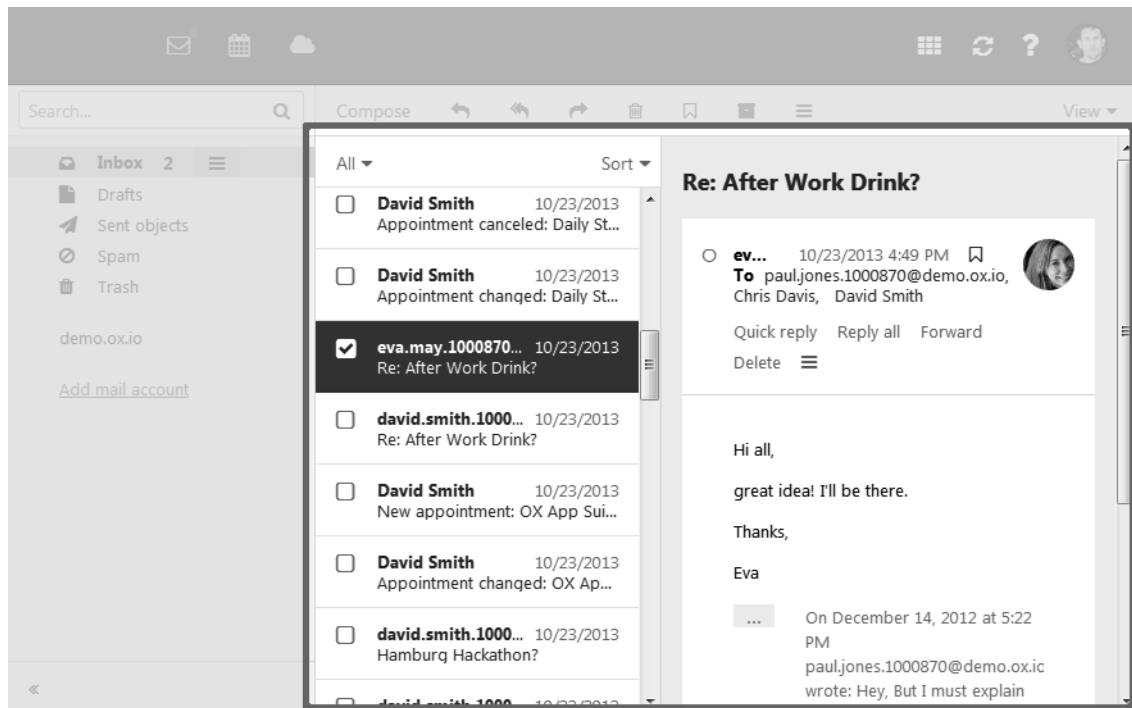 Search...
Compose
View
Inbox 2
Drafts
Sent objects
Spam
Trash
demo.ox.io
Add mail account
All
Sort
David Smith 10/23/2013
Appointment canceled: Daily St...
David Smith 10/23/2013
Appointment changed: Daily St...
eva.may.1000870... 10/23/2013
Re: After Work Drink?
david.smith.1000... 10/23/2013
Re: After Work Drink?
David Smith 10/23/2013
New appointment: OX App Sui...
David Smith 10/23/2013
Appointment changed: OX Ap...
david.smith.1000... 10/23/2013
Hamburg Hackathon?
david.smith.1000... 10/23/2013
Re: After Work Drink?
ev... 10/23/2013 4:49 PM
To paul.jones.1000870@demo.ox.io,
Chris Davis, David Smith
Quick reply Reply all Forward
Delete
Hi all,
great idea! I'll be there.
Thanks,
Eva
... On December 14, 2012 at 5:22
PM
paul.jones.1000870@demo.ox.io
wrote: Hey, But I must explain